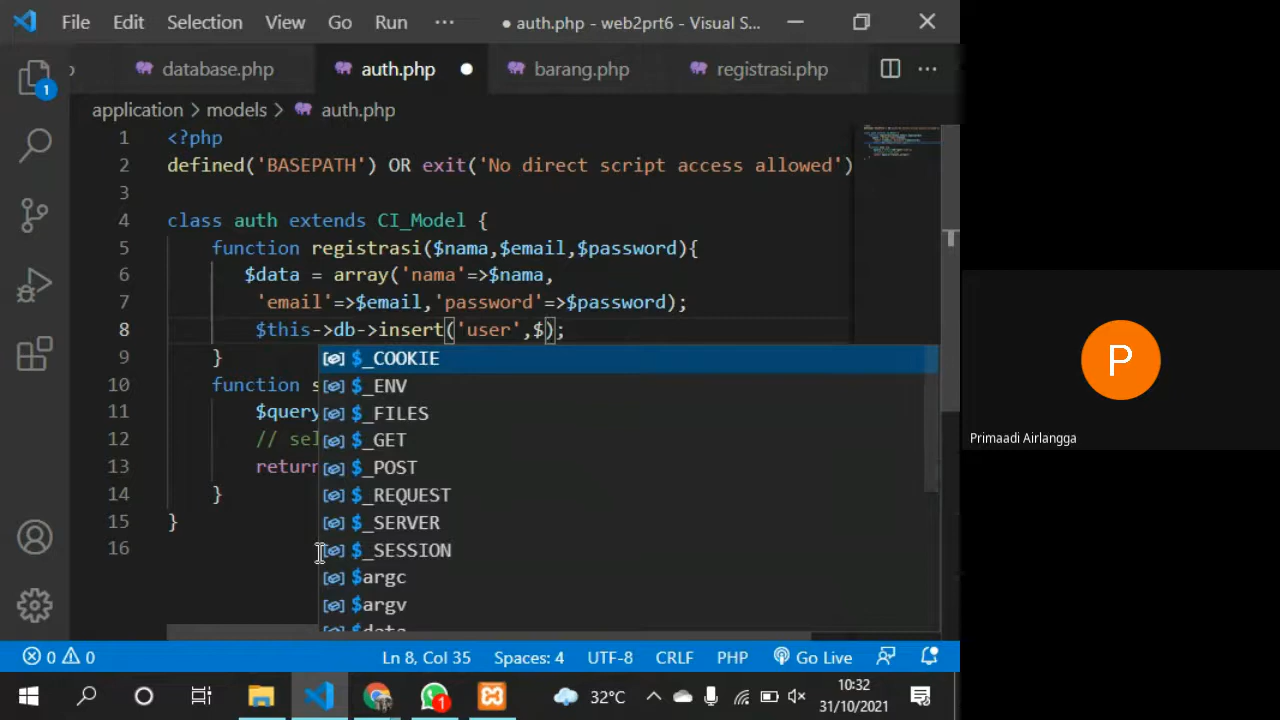 File Edit Selection View Go Run ··· ● auth.php - web2prt6 - Visual S...
database.php auth.php ● barang.php registrasi.php ···
1
application > models > auth.php
1 <?php
2 defined('BASEPATH') OR exit('No direct script access allowed')
3
4 class auth extends CI_Model {
5 function registrasi($nama,$email,$password){
6 $data = array('nama'=>$nama,
7 'email'=>$email,'password'=>$password);
8 $this->db->insert('user',$);
9 }
$_COOKIE
10 function s
$_ENV
11 $query
$_FILES
12 // sel
$_GET
13 return
$_POST
14 }
$_REQUEST
15 }
$_SERVER
16
$_SESSION
$argc
$argv
$data
P
Primaadi Airlangga
0 0 Ln 8, Col 35 Spaces: 4 UTF-8 CRLF PHP Go Live
1
32°C
10:32
31/10/2021